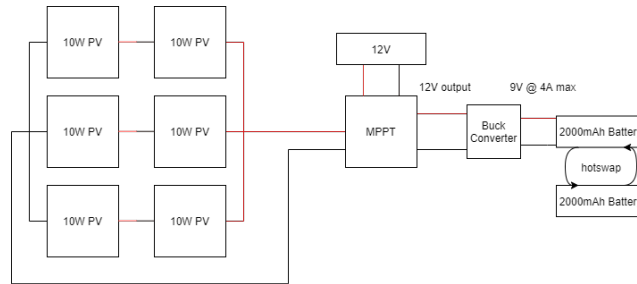 10W PV
10W PV
12V
12V output
9V @ 4A max
10W PV
10W PV
MPPT
Buck
Converter
2000mAh Batter
hotswap
10W PV
10W PV
2000mAh Batter